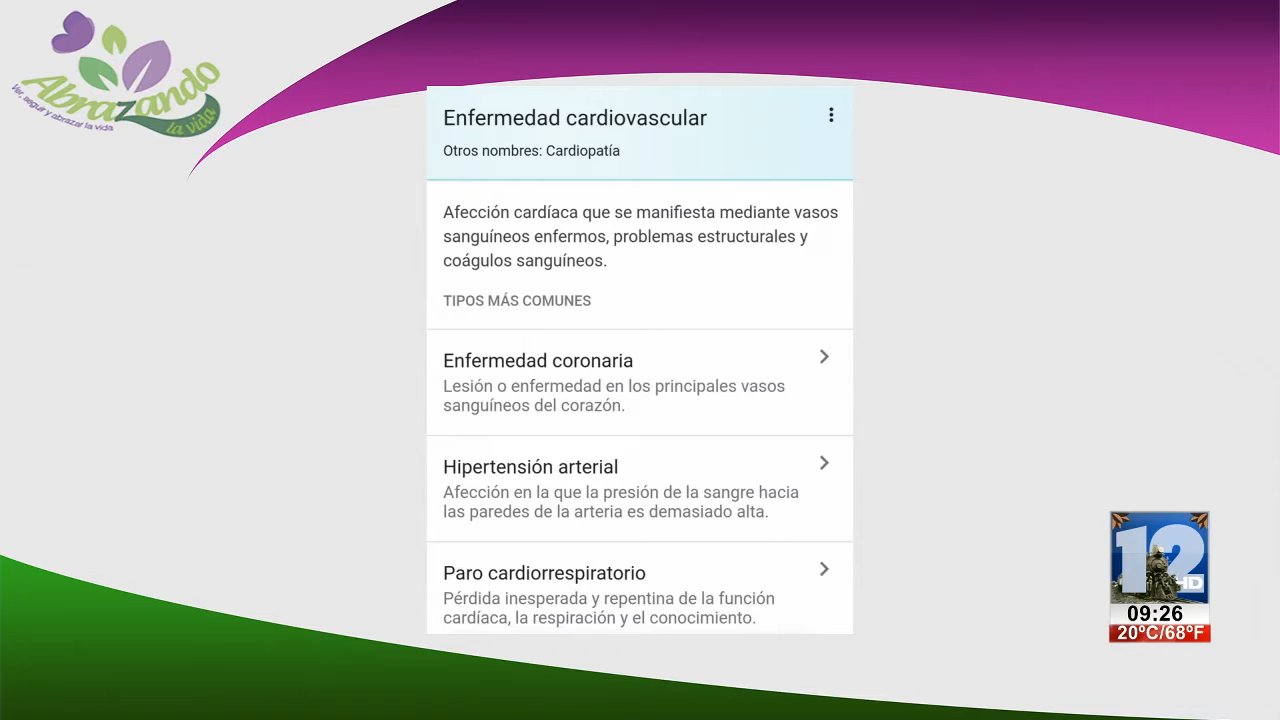 Abrazando
la vida
Ver, seguir y abrazar la vida
Enfermedad cardiovascular
Otros nombres: Cardiopatía
Afección cardíaca que se manifiesta mediante vasos
sanguíneos enfermos, problemas estructurales y
coágulos sanguíneos.
TIPOS MÁS COMUNES
Enfermedad coronaria
Lesión o enfermedad en los principales vasos
sanguíneos del corazón.
Hipertensión arterial
Afección en la que la presión de la sangre hacia
las paredes de la arteria es demasiado alta.
Paro cardiorrespiratorio
Pérdida inesperada y repentina de la función
cardíaca, la respiración y el conocimiento.
12
HD
09:26
20°C/68°F